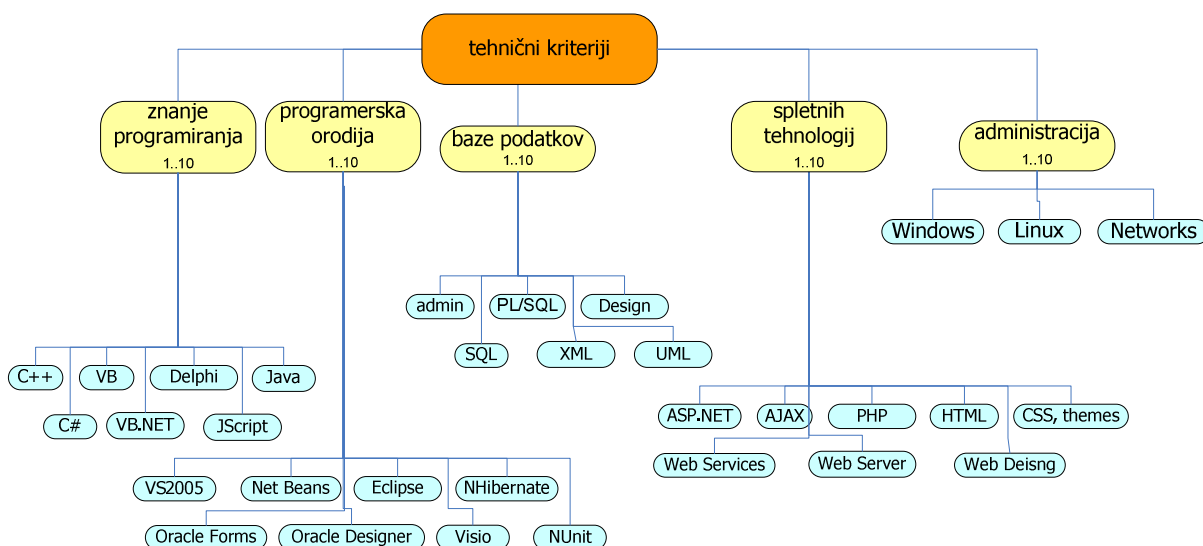 tehnični kriteriji
znanje
programiranja
1..10
programerska
orodija
1..10
baze podatkov
1..10
spletnih
tehnologij
1..10
administracija
1..10
Windows
Linux
Networks
admin
PL/SQL
Design
SQL
XML
UML
C++
VB
Delphi
Java
C#
VB.NET
JScript
ASP.NET
AJAX
PHP
HTML
CSS, themes
Web Services
Web Server
Web Deisng
VS2005
Net Beans
Eclipse
NHibernate
Oracle Forms
Oracle Designer
Visio
NUnit